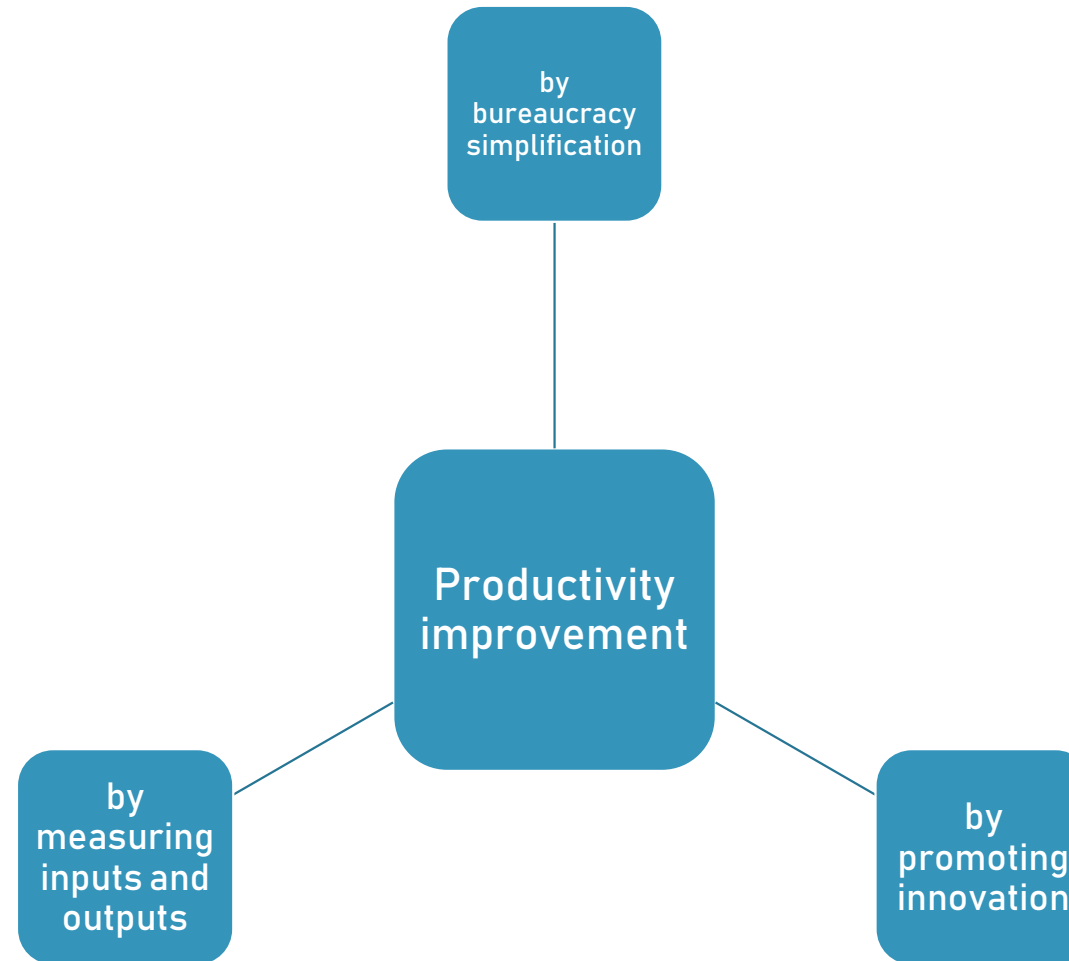 by
bureaucracy
simplification
Productivity
improvement
by
measuring
inputs and
outputs
by
promoting
innovation